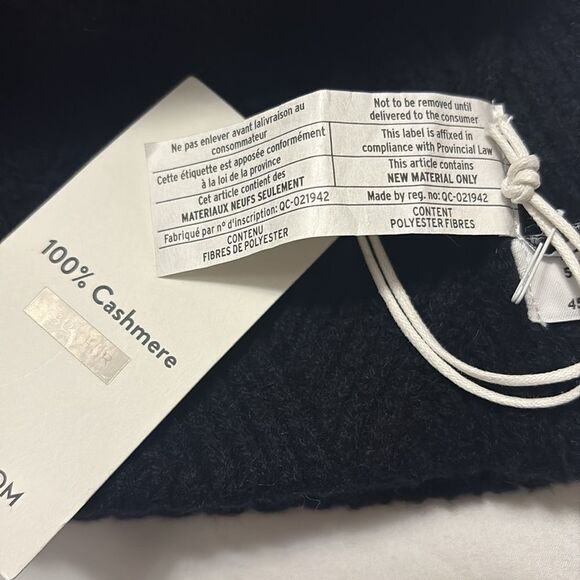 Ne pas enlever avant lalivraison au
consommateur
Cette étiquette est apposée conformément
à la loi de la province
Cet article contient des
MATERIAUX NEUFS SEULEMENT
Fabriqué par n° d'inscription: QC-021942
CONTENU
FIBRES DE POLYESTER
Not to be removed until
delivered to the consumer
This label is affixed in
compliance with Provincial Law
This article contains
NEW MATERIAL ONLY
Made by reg. no: QC-021942
CONTENT
POLYESTER FIBRES
100% Cashmere
OM
S
45